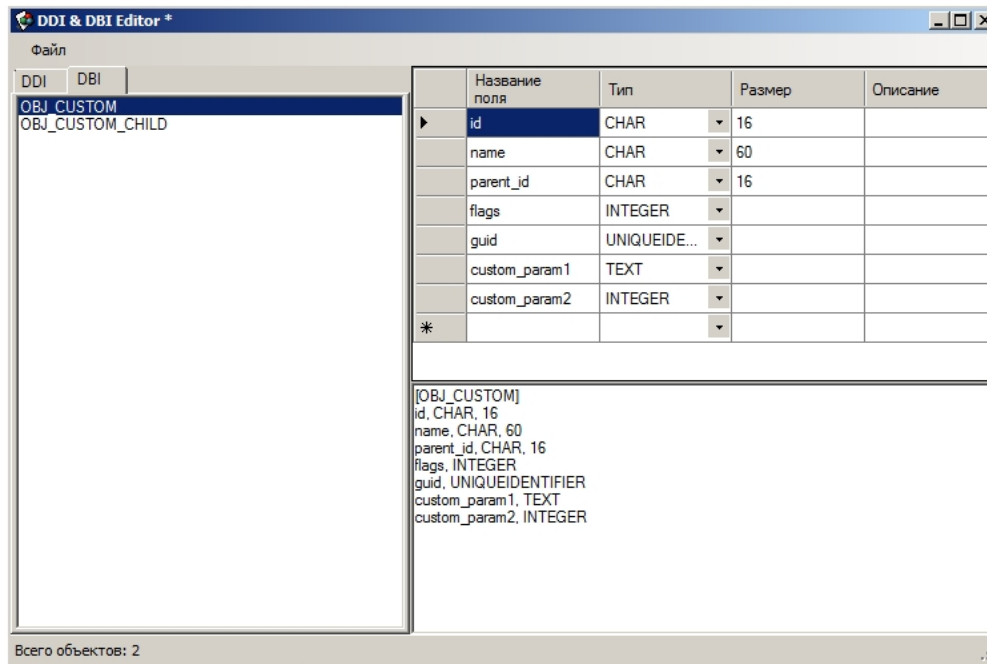 DDI & DBI Editor *
Файл
DDI DBI
OBJ_CUSTOM
OBJ_CUSTOM_CHILD
Название поля Тип Размер Описание
id CHAR 16
name CHAR 60
parent_id CHAR 16
flags INTEGER
guid UNIQUEIDE...
custom_param1 TEXT
custom_param2 INTEGER
[OBJ_CUSTOM]
id, CHAR, 16
name, CHAR, 60
parent_id, CHAR, 16
flags, INTEGER
guid, UNIQUEIDENTIFIER
custom_param1, TEXT
custom_param2, INTEGER
Всего объектов: 2